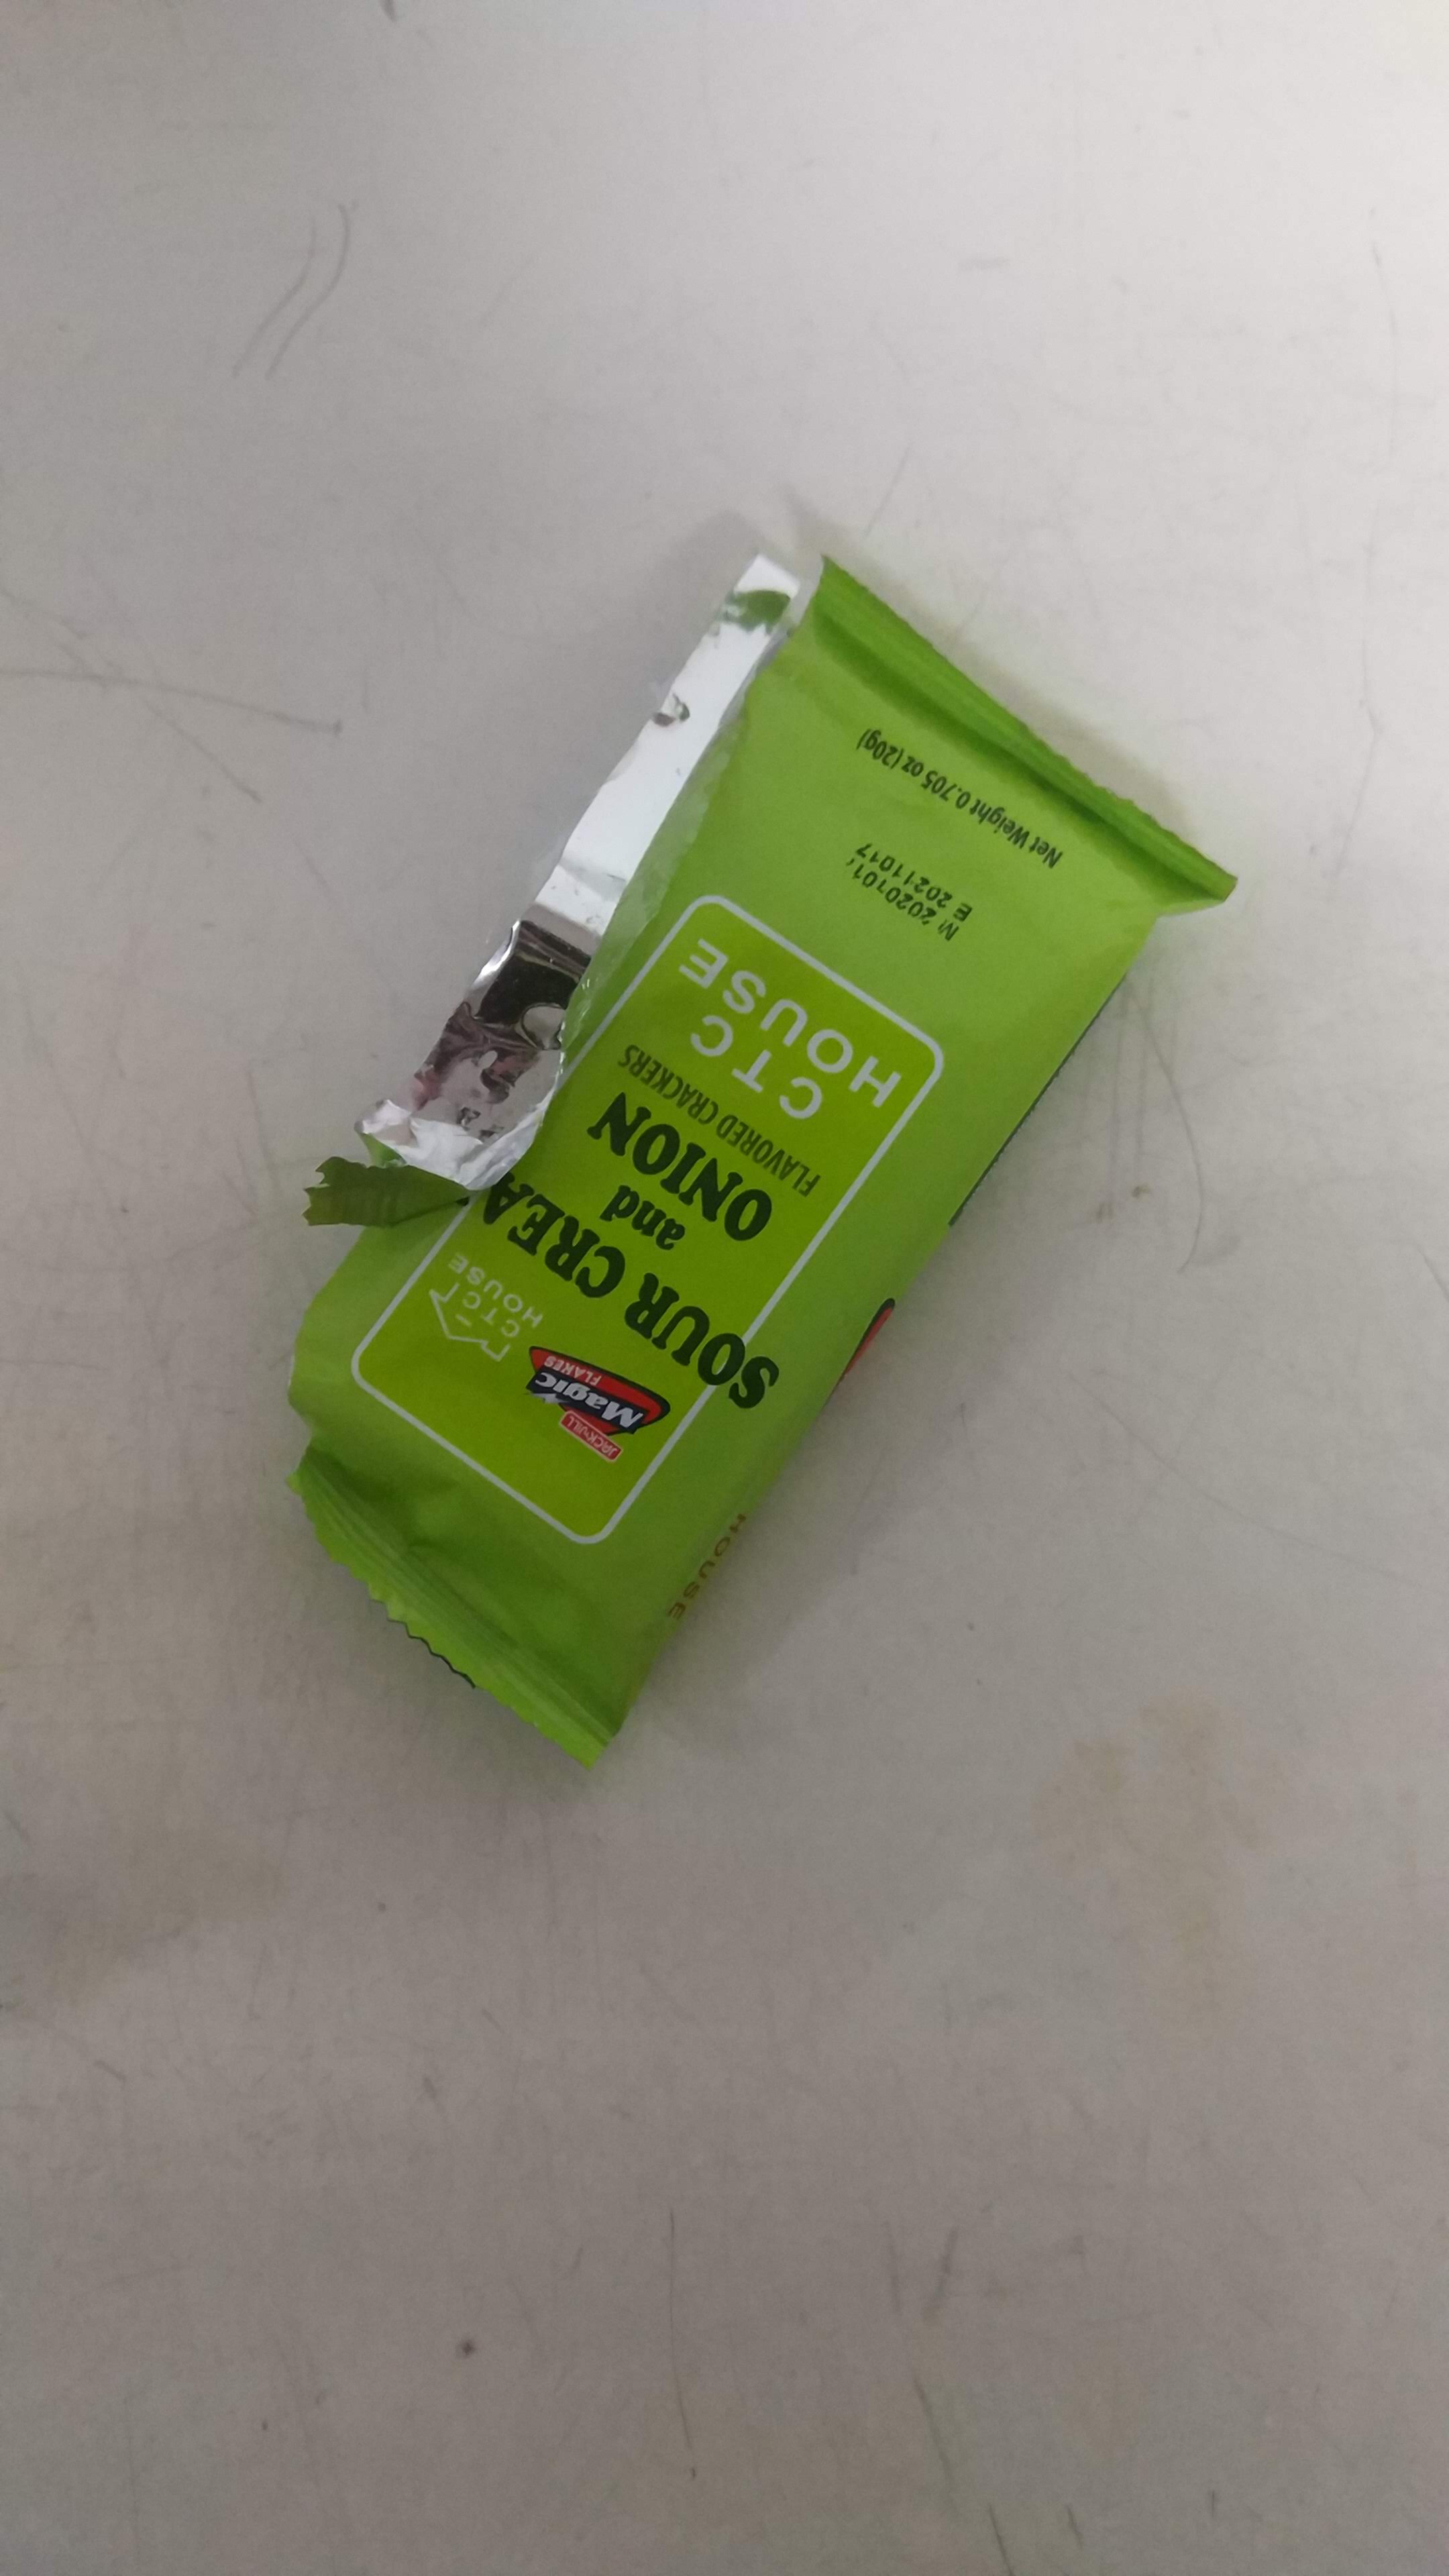 JACK 'n JILL
Magic
FLAKES
CTC
HOUSE
SOUR CREA
and
ONION
FLAVORED CRACKERS
CTC
HOUSE
M 2020101
E 20211017
Net Weight 0.705 oz (20g)
HOUSE